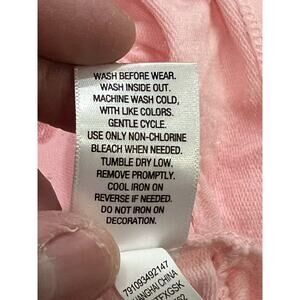 WASH BEFORE WEAR.
WASH INSIDE OUT.
MACHINE WASH COLD,
WITH LIKE COLORS.
GENTLE CYCLE.
USE ONLY NON-CHLORINE
BLEACH WHEN NEEDED.
TUMBLE DRY LOW.
REMOVE PROMPTLY.
COOL IRON ON
REVERSE IF NEEDED.
DO NOT IRON ON
DECORATION.
791093492147